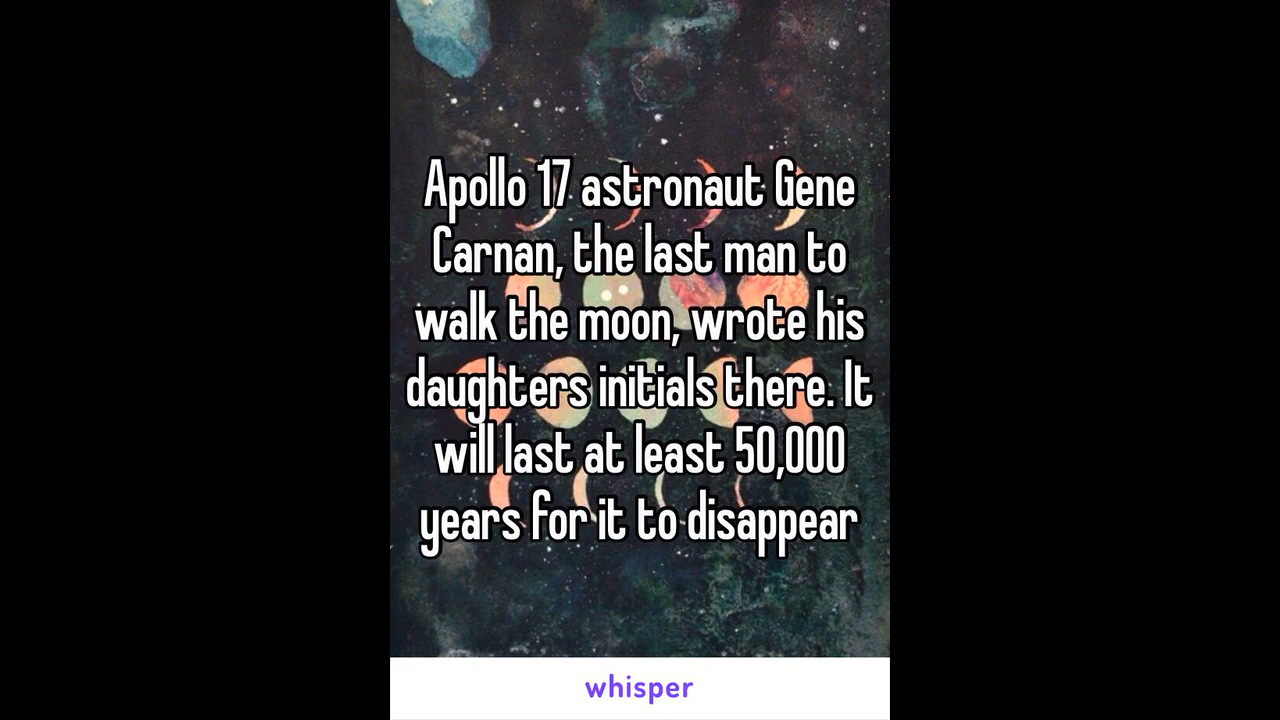 Apollo 17 astronaut Gene
Carnan, the last man to
walk the moon, wrote his
daughters initials there. It
will last at least 50,000
years for it to disappear
whisper